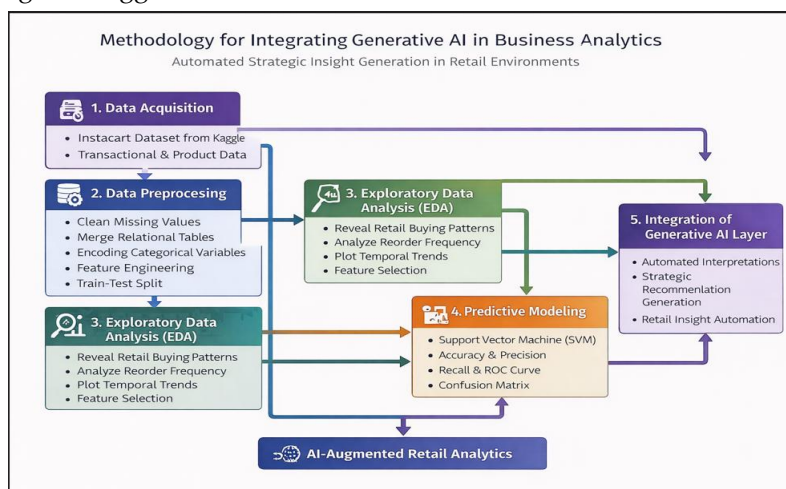 Methodology for Integrating Generative AI in Business Analytics
Automated Strategic Insight Generation in Retail Environments
1. Data Acquisition
• Instacart Dataset from Kaggle
• Transactional & Product Data
2. Data Preprocesing
• Clean Missing Values
• Merge Relational Tables
• Encoding Categorical Variables
• Feature Engineering
• Train-Test Split
3. Exploratory Data
Analysis (EDA)
• Reveal Retail Buying Patterns
• Analyze Reorder Frequency
• Plot Temporal Trends
• Feature Selection
3. Exploratory Data
Analysis (EDA)
• Reveal Retail Buying Patterns
• Analyze Reorder Frequency
• Plot Temporal Trends
• Feature Selection
4. Predictive Modeling
• Support Vector Machine (SVM)
• Accuracy & Precision
• Recall & ROC Curve
• Confusion Matrix
5. Integration of
Generative AI Layer
• Automated Interpretations
• Strategic
Recommenlation
Generation
• Retail Insight Automation
AI-Augmented Retail Analytics